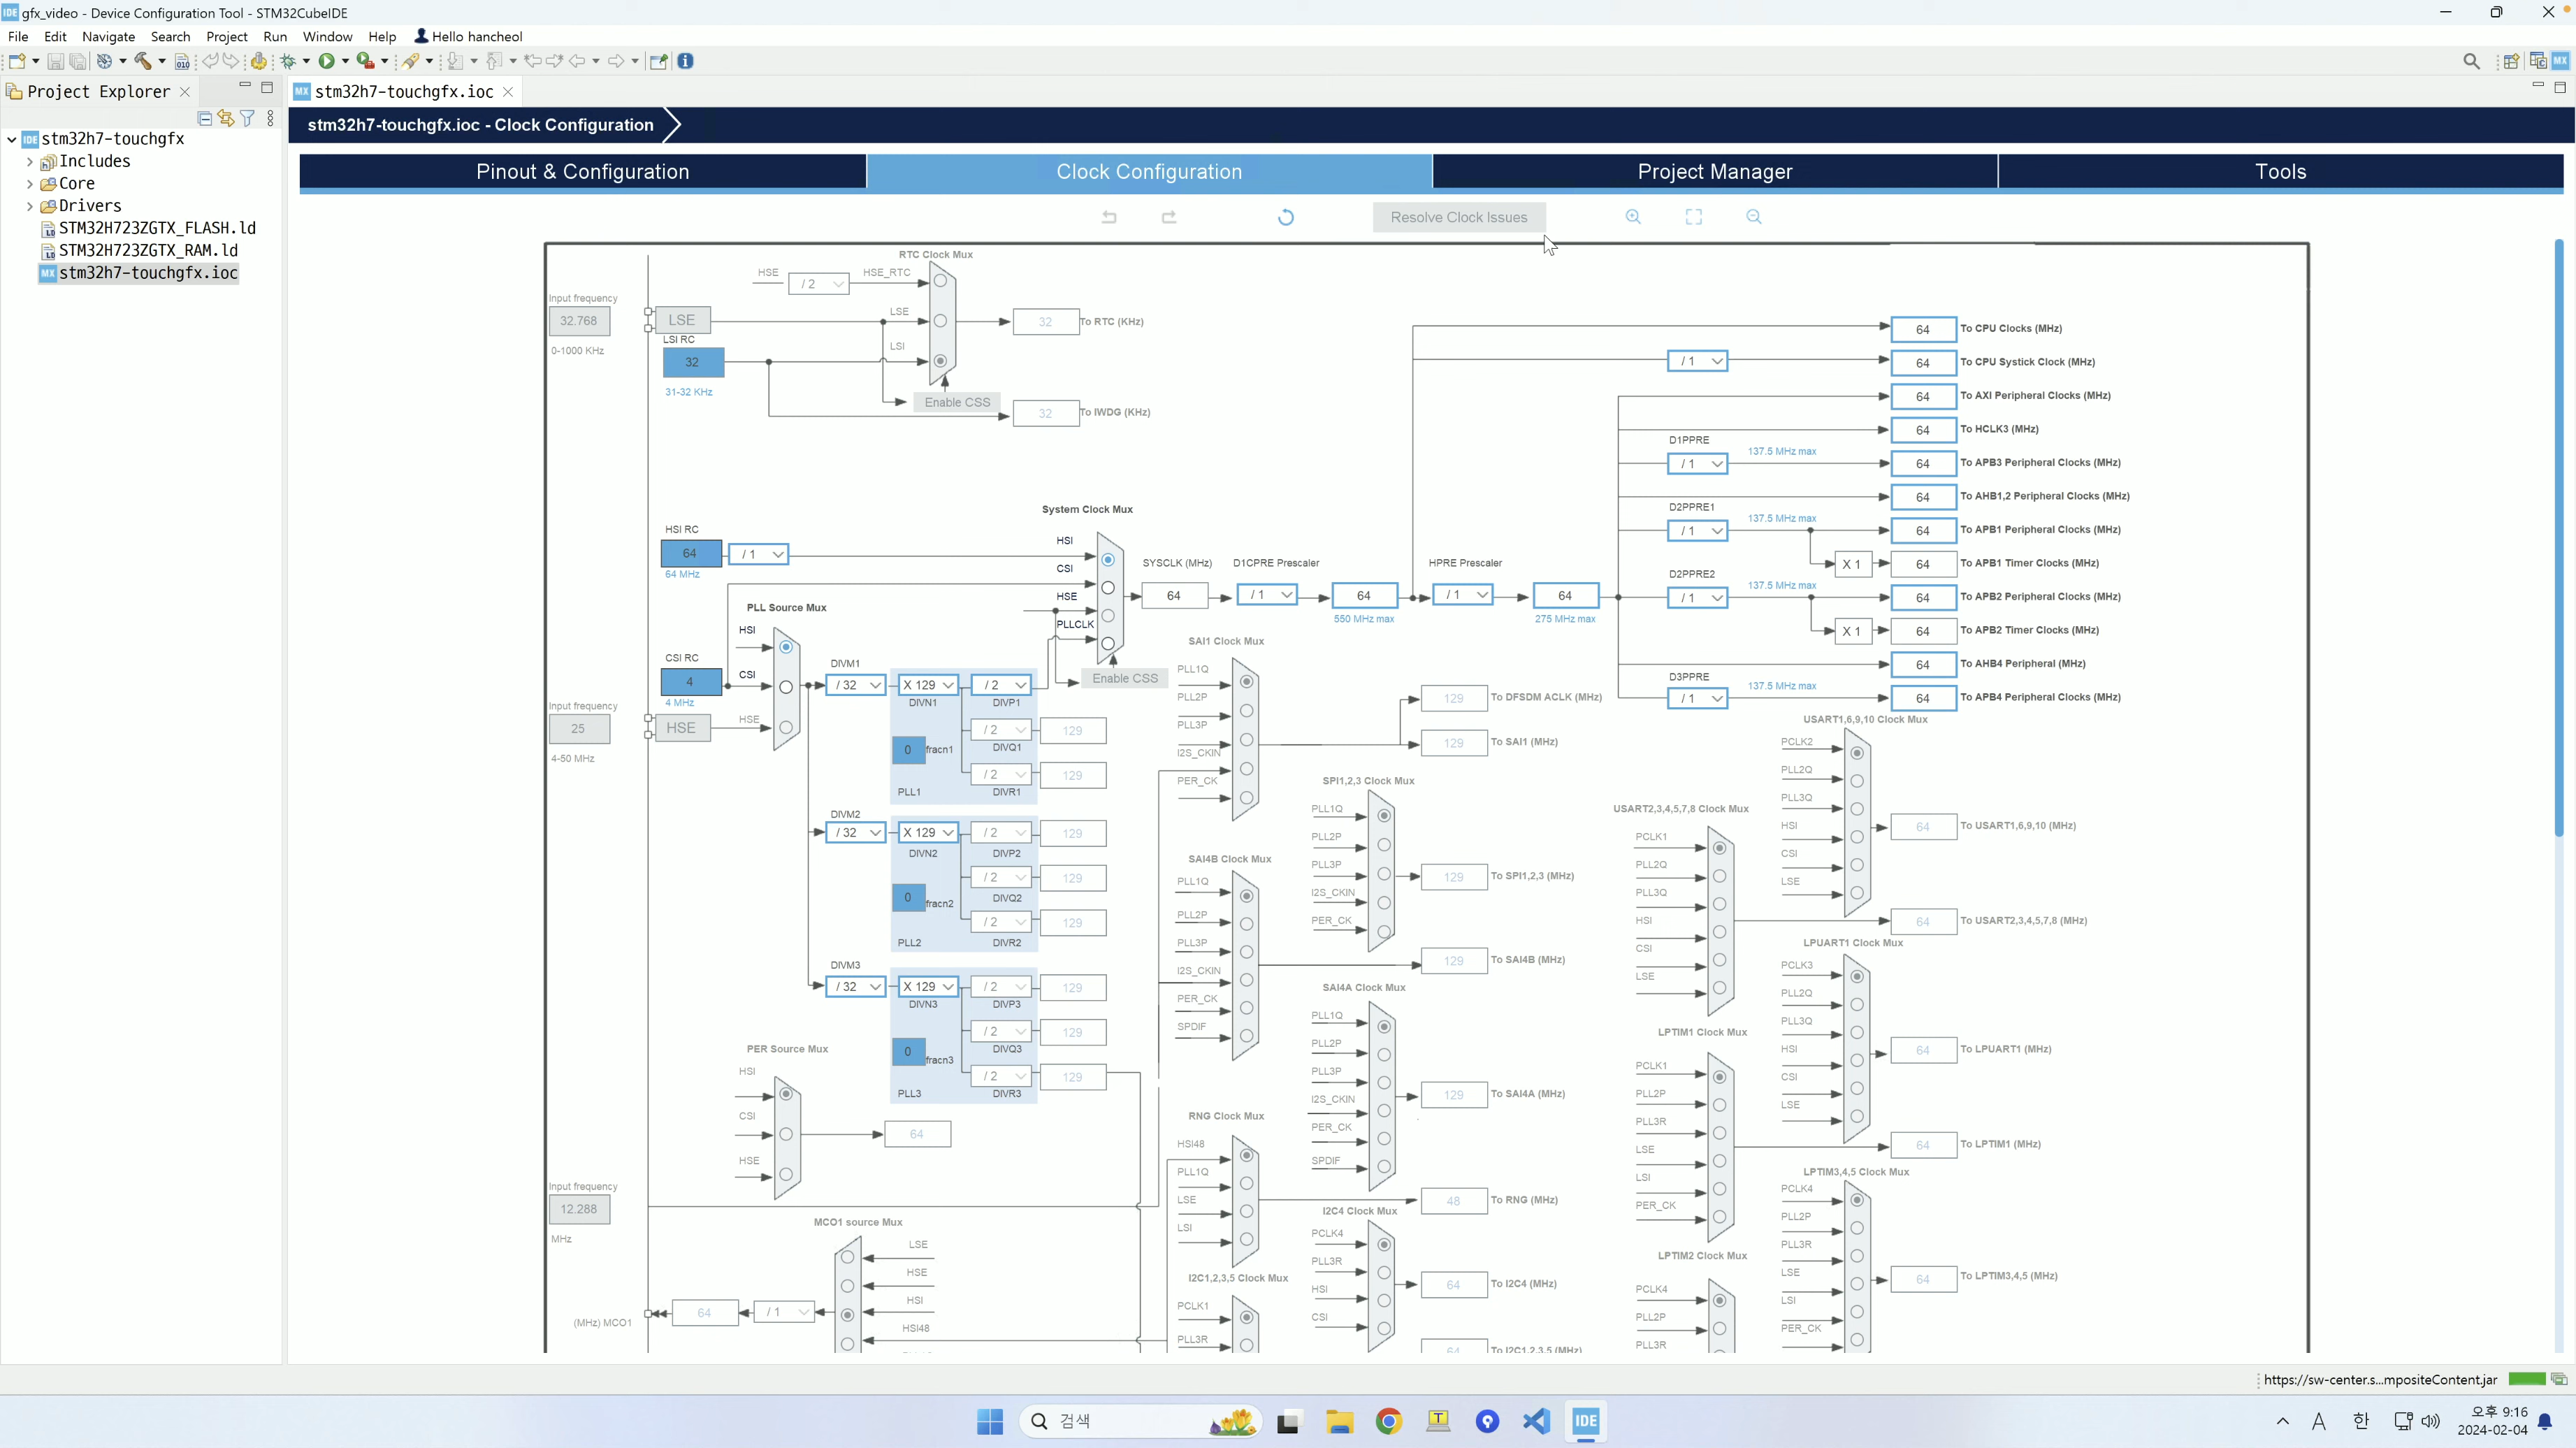 gfx_video - Device Configuration Tool - STM32CubeIDE
File Edit Navigate Search Project Run Window Help Hello hancheol
Project Explorer
stm32h7-touchgfx.ioc
stm32h7-touchgfx
Includes
Core
Drivers
STM32H723ZGTX_FLASH.ld
STM32H723ZGTX_RAM.ld
stm32h7-touchgfx.ioc
stm32h7-touchgfx.ioc - Clock Configuration
Pinout & Configuration
Clock Configuration
Project Manager
Tools
Resolve Clock Issues
RTC Clock Mux
HSE
/ 2
HSE_RTC
Input frequency
32.768
0-1000 KHz
LSE
LSE
LSI RC
32
31-32 KHz
LSI
32
To RTC (KHz)
Enable CSS
32
To IWDG (KHz)
64
To CPU Clocks (MHz)
/ 1
64
To CPU Systick Clock (MHz)
64
To AXI Peripheral Clocks (MHz)
64
To HCLK3 (MHz)
D1PPRE
/ 1
137.5 MHz max
64
To APB3 Peripheral Clocks (MHz)
64
To AHB1,2 Peripheral Clocks (MHz)
D2PPRE1
/ 1
137.5 MHz max
64
To APB1 Peripheral Clocks (MHz)
X 1
64
To APB1 Timer Clocks (MHz)
D2PPRE2
/ 1
137.5 MHz max
64
To APB2 Peripheral Clocks (MHz)
X 1
64
To APB2 Timer Clocks (MHz)
64
To AHB4 Peripheral (MHz)
D3PPRE
/ 1
137.5 MHz max
64
To APB4 Peripheral Clocks (MHz)
System Clock Mux
HSI RC
64
64 MHz
/ 1
HSI
CSI
HSE
PLLCLK
Enable CSS
SYSCLK (MHz)
64
D1CPRE Prescaler
/ 1
64
550 MHz max
HPRE Prescaler
/ 1
64
275 MHz max
PLL Source Mux
HSI
CSI RC
4
4 MHz
CSI
Input frequency
25
4-50 MHz
HSE
HSE
DIVM1
/ 32
X 129
DIVN1
/ 2
DIVP1
/ 2
129
DIVQ1
0
fracn1
/ 2
129
DIVR1
PLL1
DIVM2
/ 32
X 129
DIVN2
/ 2
129
DIVP2
/ 2
129
DIVQ2
0
fracn2
/ 2
129
DIVR2
PLL2
DIVM3
/ 32
X 129
DIVN3
/ 2
129
DIVP3
/ 2
129
DIVQ3
0
fracn3
/ 2
129
DIVR3
PLL3
PER Source Mux
HSI
CSI
HSE
64
Input frequency
12.288
MHz
MCO1 source Mux
LSE
HSE
HSI
HSI48
(MHz) MCO1
64
/ 1
SAI1 Clock Mux
PLL1Q
PLL2P
PLL3P
I2S_CKIN
PER_CK
129
To DFSDM ACLK (MHz)
129
To SAI1 (MHz)
SPI1,2,3 Clock Mux
PLL1Q
PLL2P
PLL3P
I2S_CKIN
PER_CK
129
To SPI1,2,3 (MHz)
SAI4B Clock Mux
PLL1Q
PLL2P
PLL3P
I2S_CKIN
PER_CK
SPDIF
129
To SAI4B (MHz)
SAI4A Clock Mux
PLL1Q
PLL2P
PLL3P
I2S_CKIN
PER_CK
SPDIF
129
To SAI4A (MHz)
RNG Clock Mux
HSI48
PLL1Q
LSE
LSI
48
To RNG (MHz)
I2C4 Clock Mux
PCLK4
PLL3R
HSI
CSI
64
To I2C4 (MHz)
I2C1,2,3,5 Clock Mux
PCLK1
PLL3R
64
To I2C1,2,3,5 (MHz)
USART1,6,9,10 Clock Mux
PCLK2
PLL2Q
PLL3Q
HSI
CSI
LSE
64
To USART1,6,9,10 (MHz)
USART2,3,4,5,7,8 Clock Mux
PCLK1
PLL2Q
PLL3Q
HSI
CSI
LSE
64
To USART2,3,4,5,7,8 (MHz)
LPUART1 Clock Mux
PCLK3
PLL2Q
PLL3Q
HSI
CSI
LSE
64
To LPUART1 (MHz)
LPTIM1 Clock Mux
PCLK1
PLL2P
PLL3R
LSE
LSI
PER_CK
64
To LPTIM1 (MHz)
LPTIM3,4,5 Clock Mux
PCLK4
PLL2P
PLL3R
LSE
LSI
PER_CK
64
To LPTIM3,4,5 (MHz)
LPTIM2 Clock Mux
PCLK4
PLL2P
PLL3R
https://sw-center.s...mpositeContent.jar
검색
IDE
A
한
오후 9:16
2024-02-04